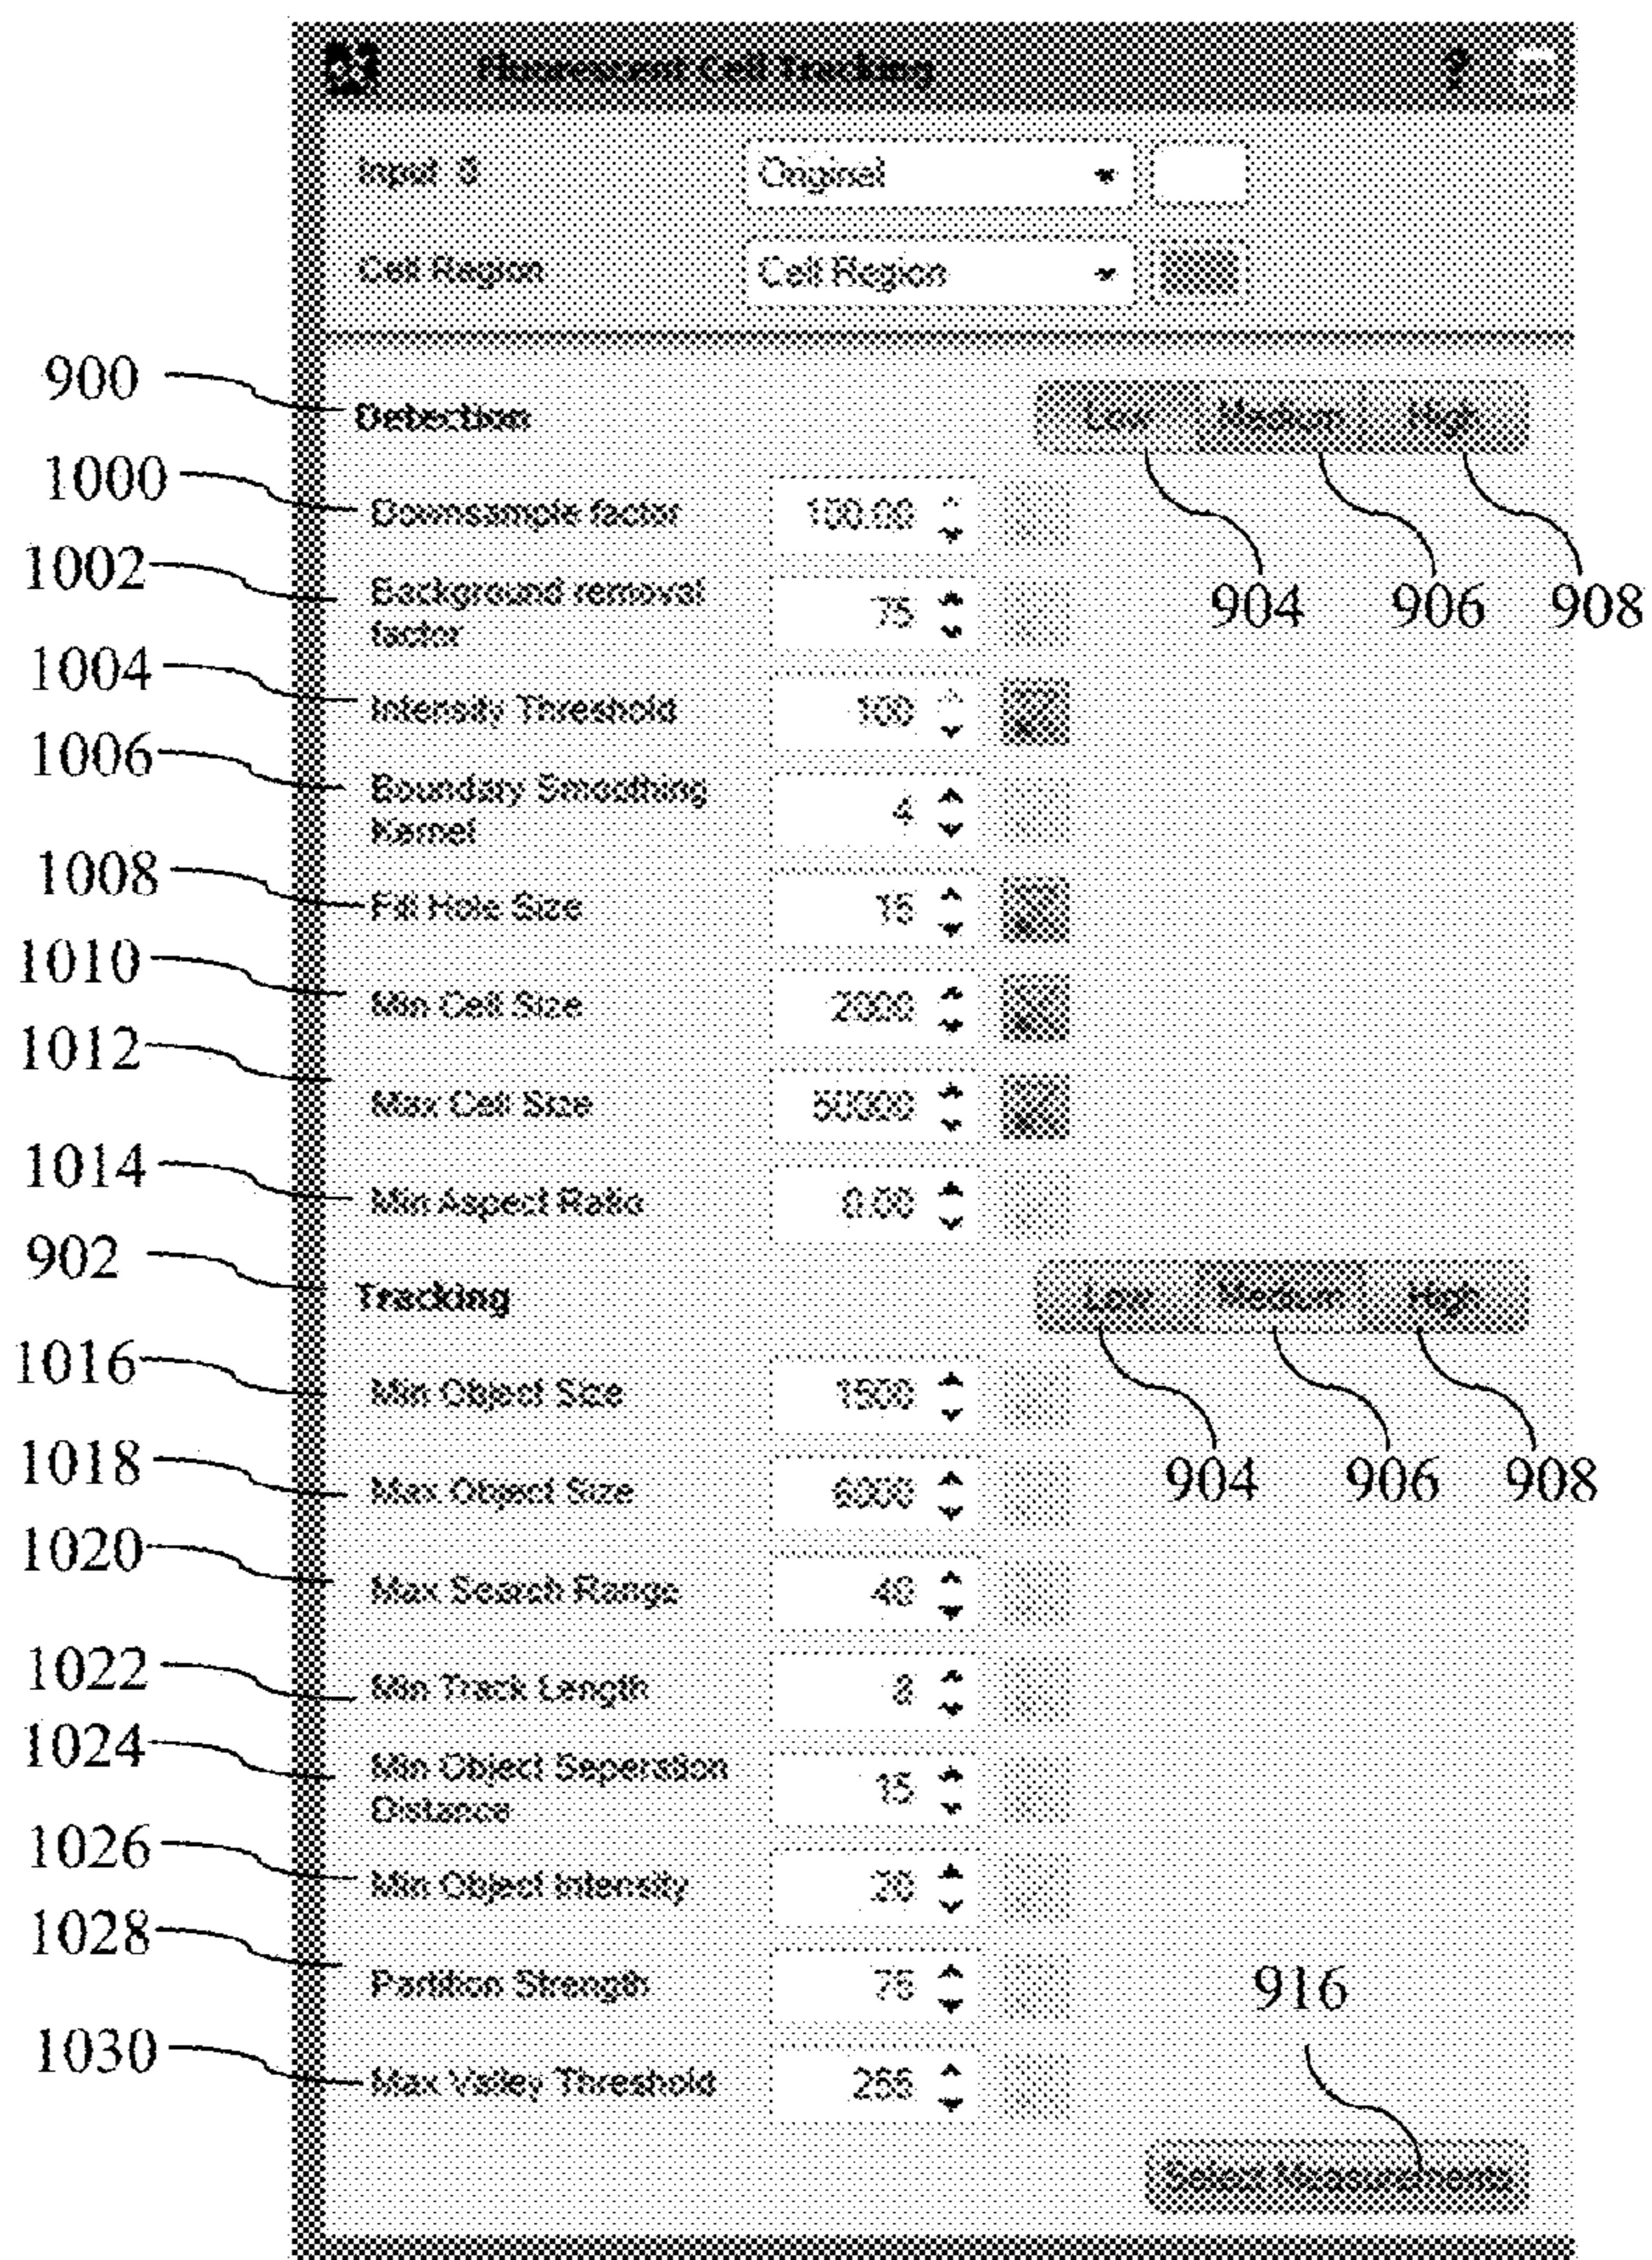 Fluorescent Cell Tracking ?
Input 0 Original
Cell Region Cell Region
900 Detection Low Medium High
1000 Downsample factor 100.00
904 906 908
1002 Background removal
factor 75
1004 Intensity Threshold 100
1006 Boundary Smoothing
Kernel 4
1008 Fill Hole Size 15
1010 Min Cell Size 2000
1012 Max Cell Size 50000
1014 Min Aspect Ratio 0.00
902 Tracking Low Medium High
1016 Min Object Size 1500
904 906 908
1018 Max Object Size 6000
1020 Max Search Range 40
1022 Min Track Length 8
1024 Min Object Seperation
Distance 15
1026 Min Object Intensity 20
1028 Partition Strength 75
916
1030 Max Valley Threshold 255
Select Measurements